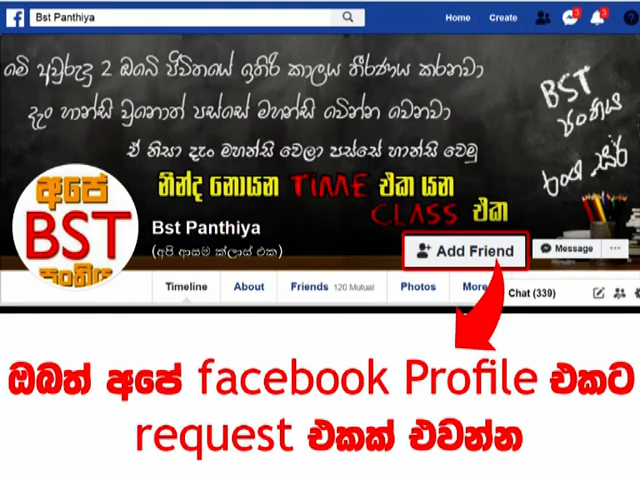 Bst Panthiya
Home Create 3 3
මේ අවුරුදු 2 ඔබේ ජීවිතයේ ඉතිරි කාලය තීරණය කරනවා
දැං හාන්සි වුනොත් පස්සෙ මහන්සි වෙන්න වෙනවා
ඒ නිසා දැං මහන්සි වෙලා පස්සේ හාන්සි වෙමු
නින්ද නොයන TIME එක යන
CLASS එක
BST
පංතිය
අපේ
BST
පංතිය
Bst Panthiya
(අපි ආසම ක්ලාස් එක)
Add Friend
Message
Timeline About Friends 120 Mutual Photos More
Chat (339)
ඔබත් අපේ facebook Profile එකට
request එකක් එවන්න